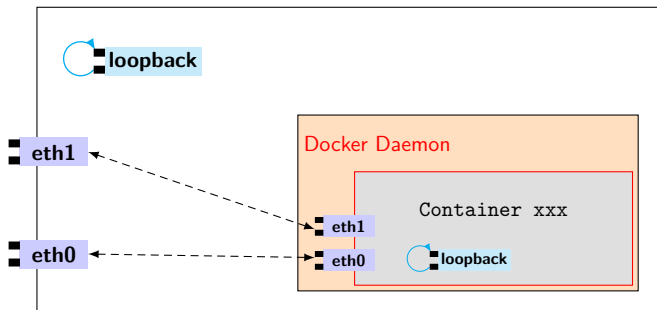 loopback
eth1
Docker Daemon
Container xxx
eth1
eth0
eth0
loopback